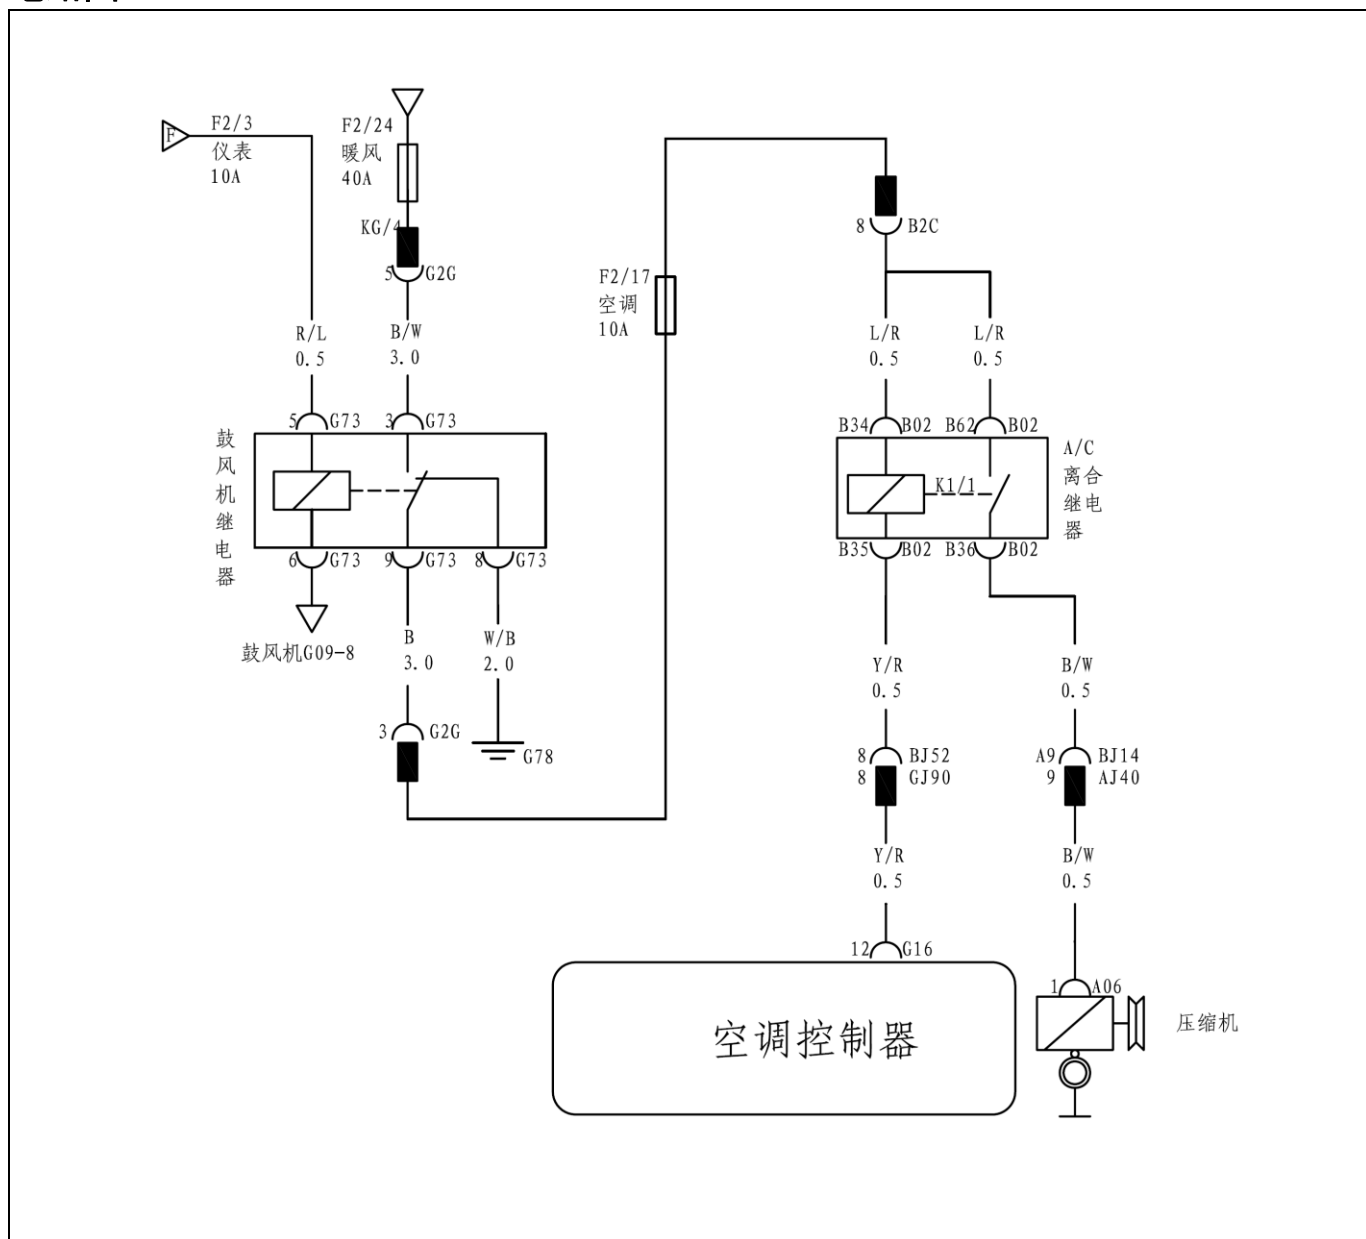 F
F2/3
仪表
10A
F2/24
暖风
40A
KG/4
5 G2G
R/L
0.5
B/W
3.0
5 G73
3 G73
鼓风机继电器
6 G73
9 G73
8 G73
鼓风机G09-8
B
3.0
W/B
2.0
3 G2G
G78
F2/17
空调
10A
8 B2C
L/R
0.5
L/R
0.5
B34 B02
B62 B02
K1/1
A/C
离合
继电
器
B35 B02
B36 B02
Y/R
0.5
B/W
0.5
8 BJ52
8 GJ90
A9 BJ14
9 AJ40
Y/R
0.5
B/W
0.5
12 G16
空调控制器
1 A06
压缩机